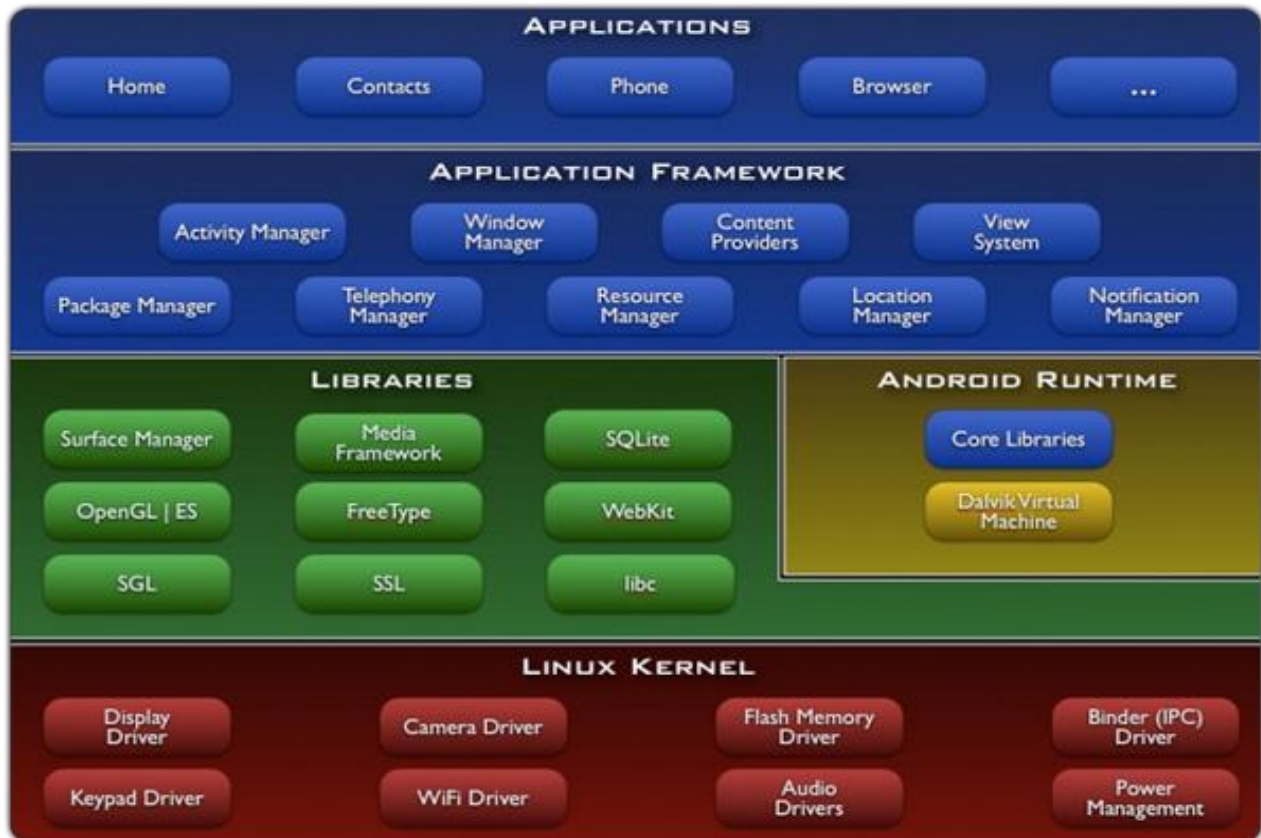 APPLICATIONS
Home
Contacts
Phone
Browser
...
APPLICATION FRAMEWORK
Activity Manager
Window
Manager
Content
Providers
View
System
Package Manager
Telephony
Manager
Resource
Manager
Location
Manager
Notification
Manager
LIBRARIES
Surface Manager
Media
Framework
SQLite
OpenGL | ES
FreeType
WebKit
SGL
SSL
libc
ANDROID RUNTIME
Core Libraries
Dalvik Virtual
Machine
LINUX KERNEL
Display
Driver
Camera Driver
Flash Memory
Driver
Binder (IPC)
Driver
Keypad Driver
WiFi Driver
Audio
Drivers
Power
Management